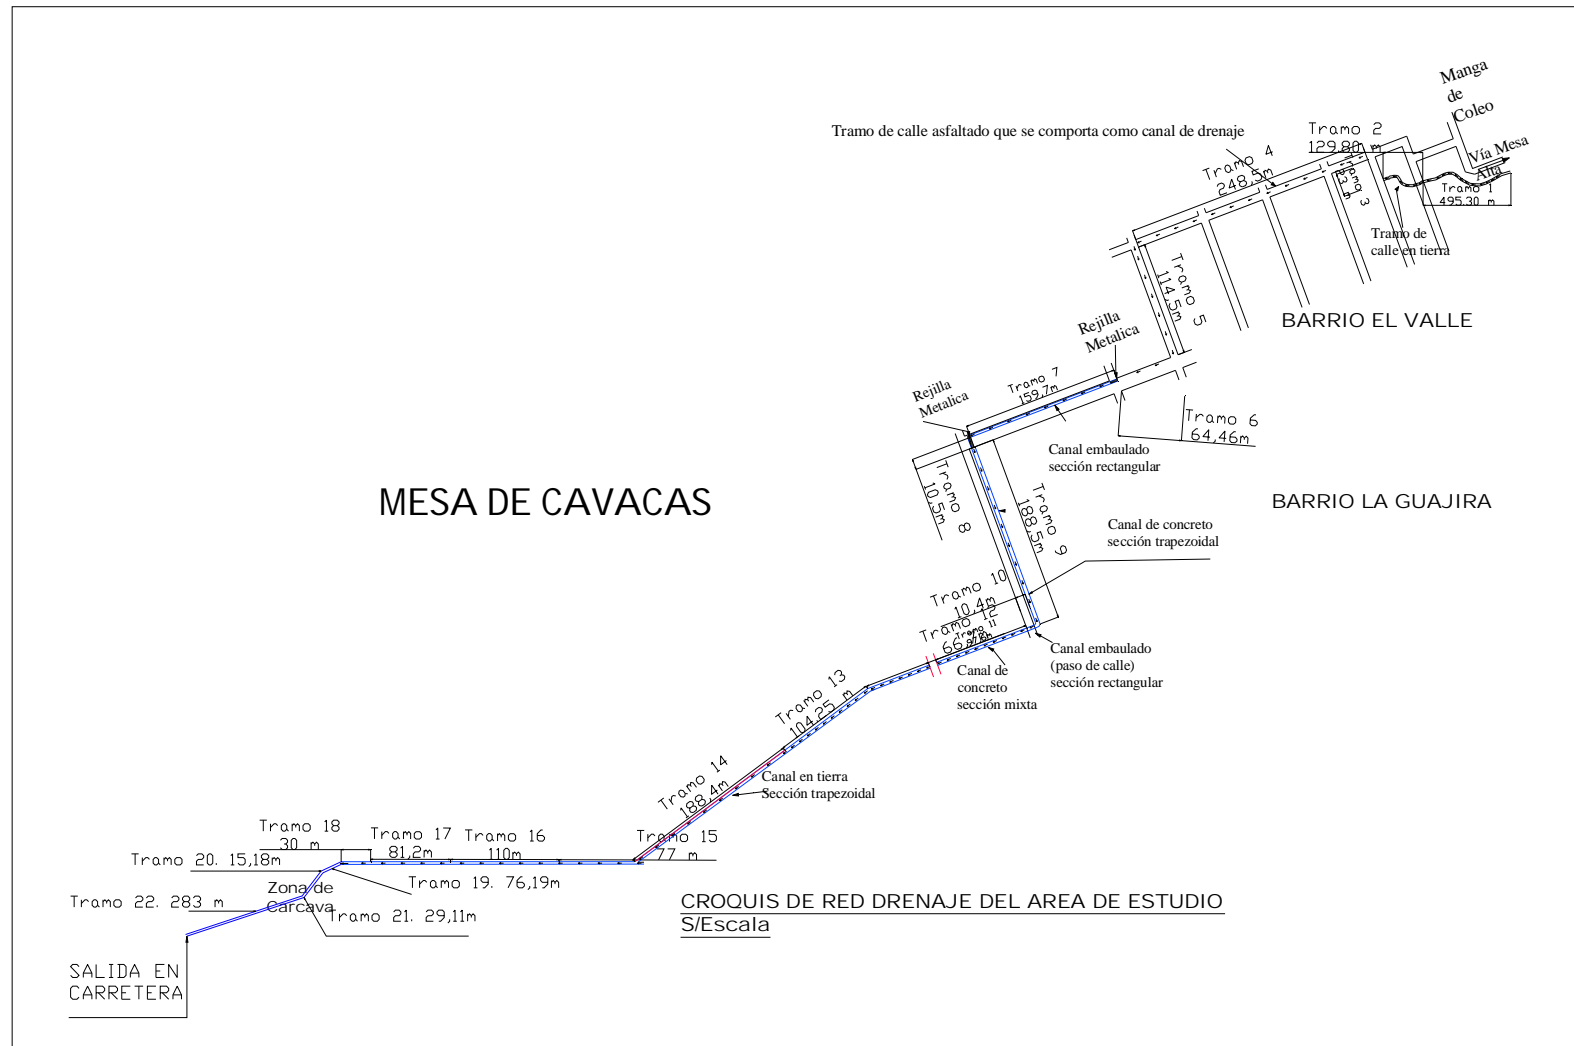 Manga
de
Coleo
Tramo de calle asfaltado que se comporta como canal de drenaje
Tramo 2
129.80 m
Vía Mesa
Alta
Tramo 4
248,5m
Tramo 3
Tramo 1
495.30 m
Tramo de
calle en tierra
Tramo 5
114,5m
BARRIO EL VALLE
Rejilla
Metalica
Tramo 7
159,7m
Rejilla
Metalica
Tramo 6
64,46m
Canal embaulado
sección rectangular
Tramo 8
10,5m
MESA DE CAVACAS
Tramo 9
188,5m
BARRIO LA GUAJIRA
Canal de concreto
sección trapezoidal
Tramo 10
10,4m
Tramo 12
Tramo 11
Canal embaulado
(paso de calle)
sección rectangular
Canal de
concreto
sección mixta
Tramo 13
104,25 m
Tramo 14
188,4m
Canal en tierra
Sección trapezoidal
Tramo 18
30 m
Tramo 17
81,2m
Tramo 16
110m
Tramo 15
77 m
Tramo 20. 15,18m
Tramo 19. 76,19m
Zona de
Carcava
Tramo 22. 283 m
Tramo 21. 29,11m
CROQUIS DE RED DRENAJE DEL AREA DE ESTUDIO
S/Escala
SALIDA EN
CARRETERA